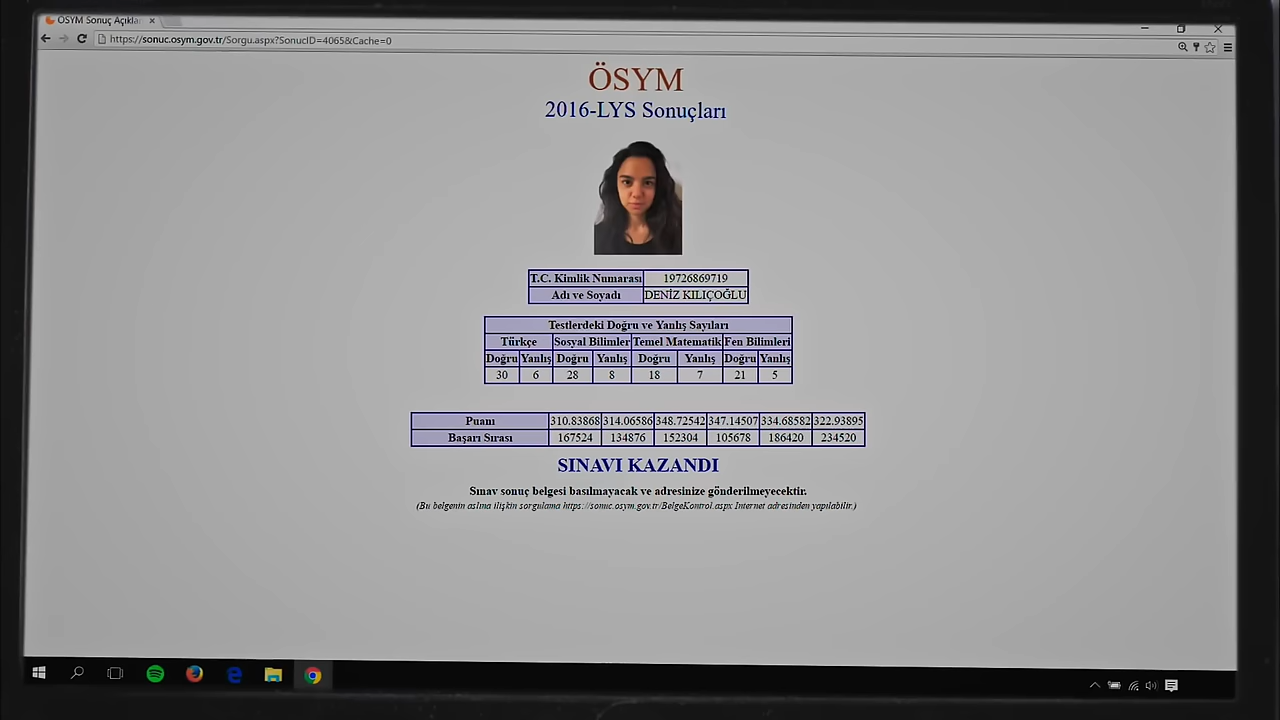 ÖSYM Sonuç Açıkla
https://sonuc.osym.gov.tr/Sorgu.aspx?SonucID=4065&Cache=0
ÖSYM
2016-LYS Sonuçları
T.C. Kimlik Numarası 19726869719
Adı ve Soyadı DENİZ KILIÇOĞLU
Testlerdeki Doğru ve Yanlış Sayıları
Türkçe Sosyal Bilimler Temel Matematik Fen Bilimleri
Doğru Yanlış Doğru Yanlış Doğru Yanlış Doğru Yanlış
30 6 28 8 18 7 21 5
Puanı 310.83868 314.06586 348.72542 347.14507 334.68582 322.93895
Başarı Sırası 167524 134876 152304 105678 186420 234520
SINAVI KAZANDI
Sınav sonuç belgesi basılmayacak ve adresinize gönderilmeyecektir.
(Bu belgenin aslına ilişkin sorgulama https://sonuc.osym.gov.tr/BelgeKontrol.aspx Internet adresinden yapılabilir.)